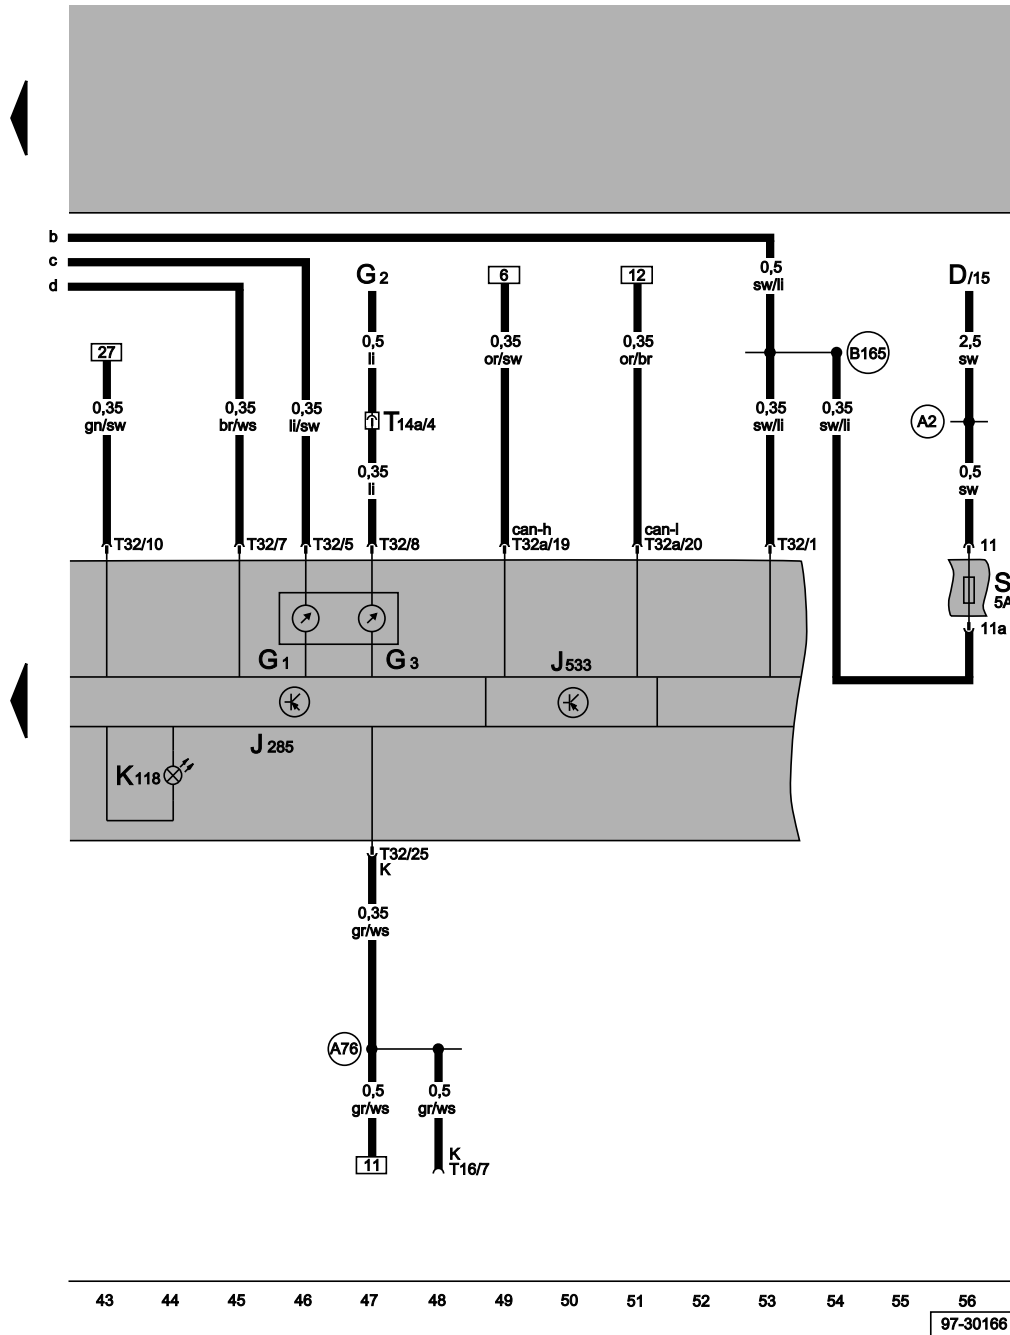 b
c
d
G2
6
12
0,5
sw/li
D/15
27
0,5
li
0,35
or/sw
0,35
or/br
2,5
sw
B165
0,35
gn/sw
0,35
br/ws
0,35
li/sw
T14a/4
0,35
sw/li
0,35
sw/li
A2
0,35
li
0,5
sw
T32/10
T32/7
T32/5
T32/8
can-h
T32a/19
can-l
T32a/20
T32/1
11
S
5A
11a
G1
G3
J533
J285
K118
T32/25
K
0,35
gr/ws
A76
0,5
gr/ws
0,5
gr/ws
11
K
T16/7
43 44 45 46 47 48 49 50 51 52 53 54 55 56
97-30166